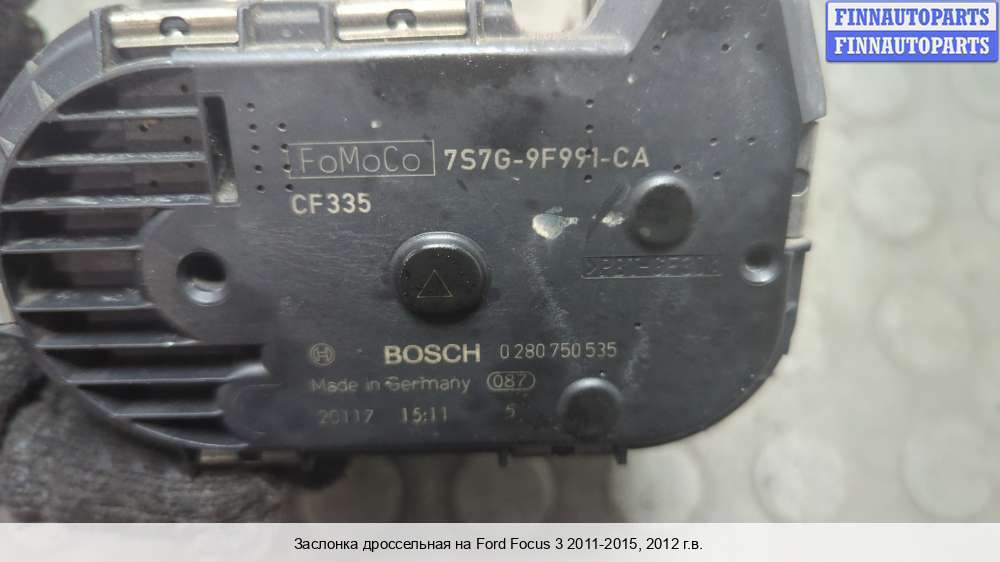 FINNAUTOPARTS
FINNAUTOPARTS
FoMoCo 7S7G-9F991-CA
CF335
BOSCH 0 280 750 535
Made in Germany 087
20117 15:11 5
Заслонка дроссельная на Ford Focus 3 2011-2015, 2012 г.в.